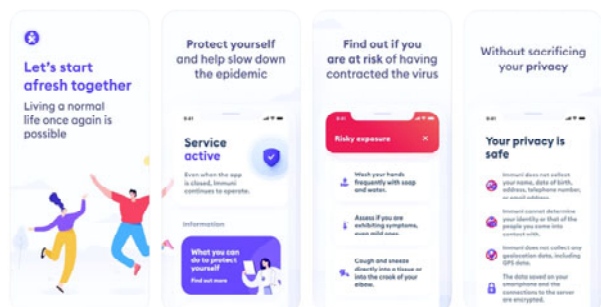 Let's start
afresh together
Living a normal
life once again is
possible
Protect yourself
and help slow down
the epidemic
9:41
Service
active
Even when the app
is closed, Immuni
continues to operate.
Information
What you can
do to protect
yourself
Find out more
Find out if you
are at risk of having
contracted the virus
9:41
Risky exposure
Wash your hands
frequently with soap
and water.
Assess if you are
exhibiting symptoms,
even mild ones.
Cough and sneeze
directly into a tissue or
into the crook of your
elbow.
Without sacrificing
your privacy
9:41
Your privacy is
safe
Immuni does not collect
your name, date of birth,
address, telephone number,
or email address.
Immuni cannot determine
your identity or that of the
people you come into
contact with.
Immuni does not collect any
geolocation data, including
GPS data.
The data saved on your
smartphone and the
connections to the server
are encrypted.